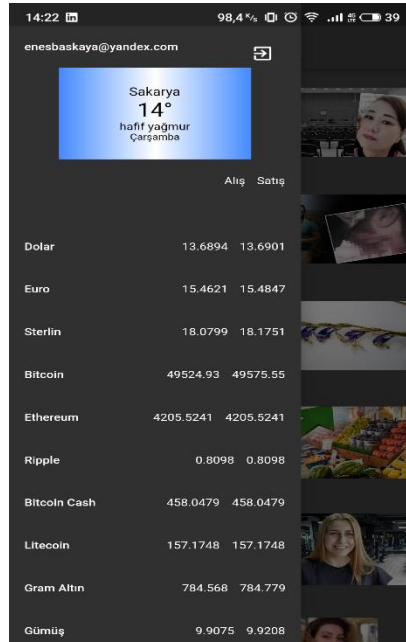 14:22 in 98,4 K/s 4G 39
enesbaskaya@yandex.com
Sakarya
14°
hafif yağmur
Çarşamba
Alış Satış
Dolar 13.6894 13.6901
Euro 15.4621 15.4847
Sterlin 18.0799 18.1751
Bitcoin 49524.93 49575.55
Ethereum 4205.5241 4205.5241
Ripple 0.8098 0.8098
Bitcoin Cash 458.0479 458.0479
Litecoin 157.1748 157.1748
Gram Altın 784.568 784.779
Gümüş 9.9075 9.9208